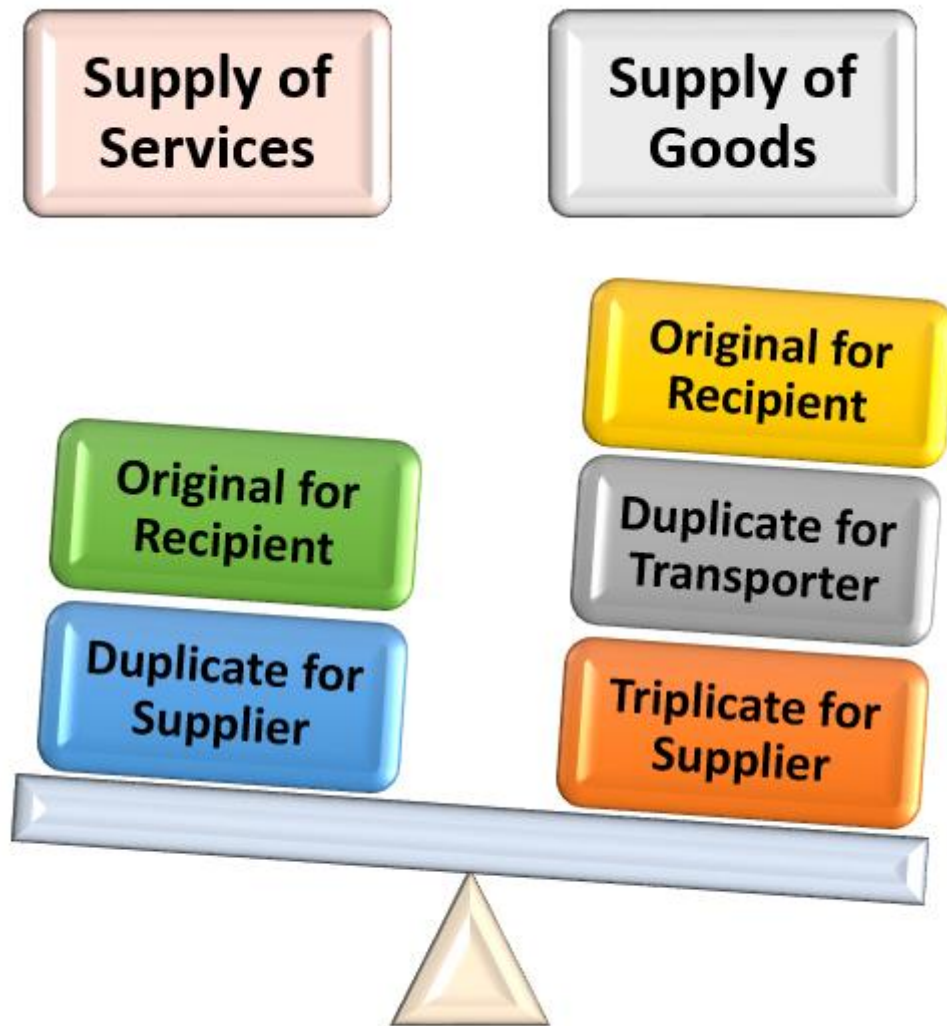 Supply of
Services
Supply of
Goods
Original for
Recipient
Duplicate for
Supplier
Original for
Recipient
Duplicate for
Transporter
Triplicate for
Supplier